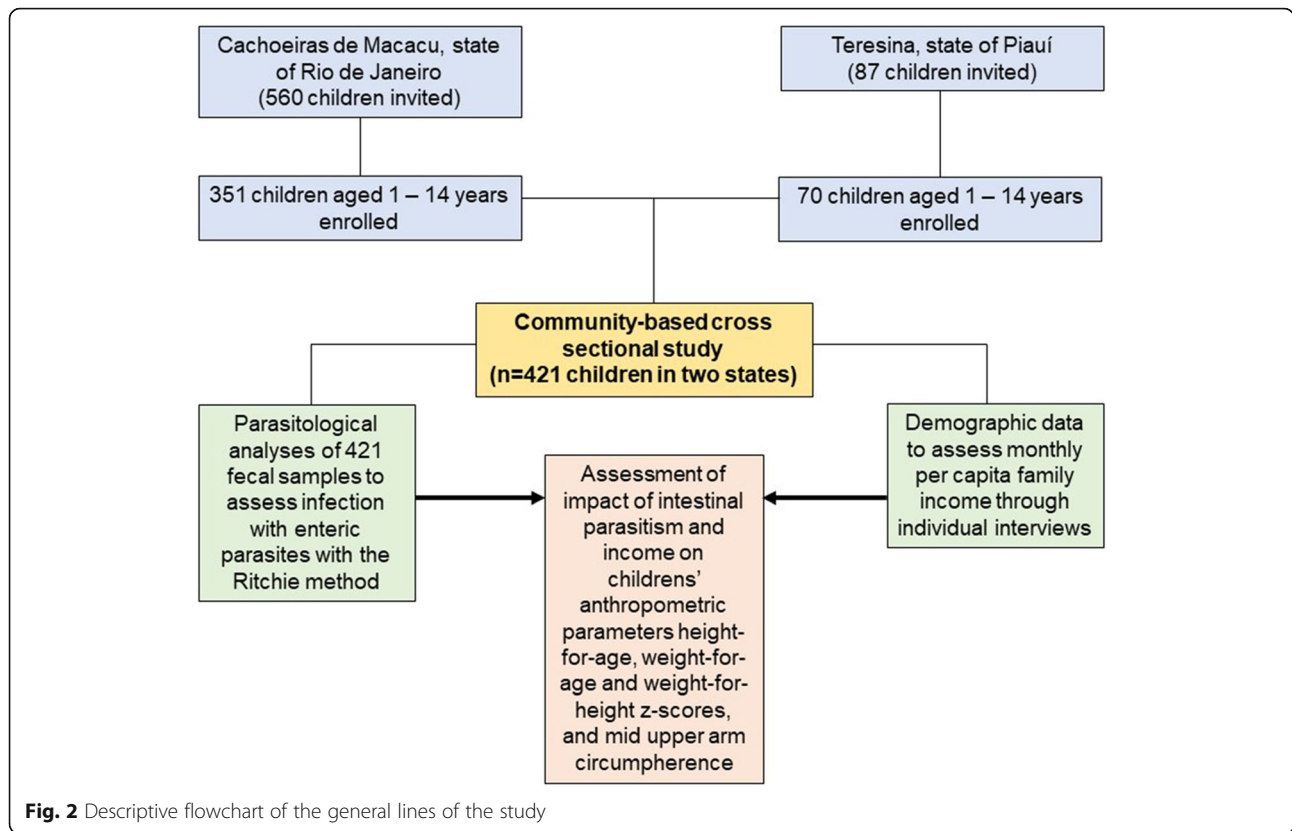 Cachoeiras de Macacu, state
of Rio de Janeiro
(560 children invited)
Teresina, state of Piauí
(87 children invited)
351 children aged 1 – 14 years
enrolled
70 children aged 1 – 14 years
enrolled
Community-based cross
sectional study
(n=421 children in two states)
Parasitological
analyses of 421
fecal samples to
assess infection
with enteric
parasites with the
Ritchie method
Assessment of
impact of intestinal
parasitism and
income on
childrens’
anthropometric
parameters height-
for-age, weight-for-
age and weight-for-
height z-scores,
and mid upper arm
circumpherence
Demographic data
to assess monthly
per capita family
income through
individual interviews
Fig. 2 Descriptive flowchart of the general lines of the study